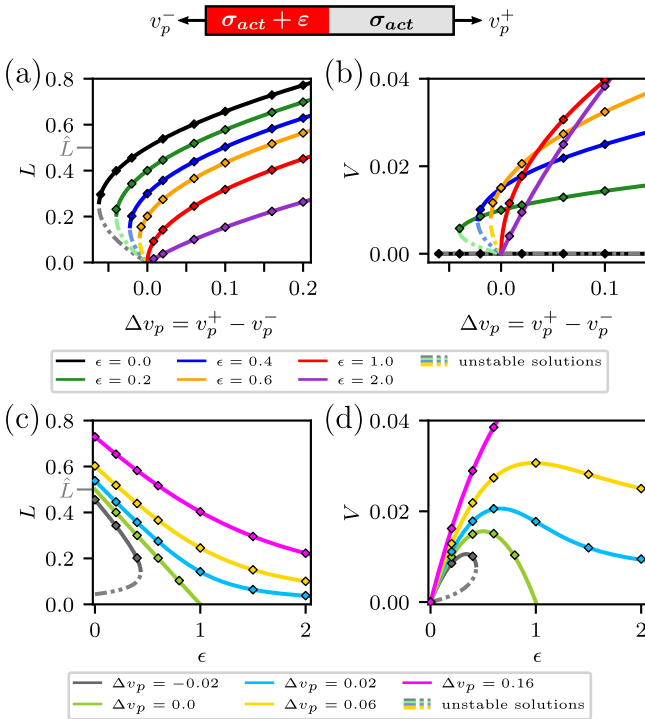 v_p^- σ_act + ε σ_act v_p^+
(a) (b)
0.8 0.6 L̂ 0.4 0.2 0.0
L
0.04 0.02 0.00
V
0.0 0.1 0.2
0.0 0.1
Δv_p = v_p^+ − v_p^-
Δv_p = v_p^+ − v_p^-
ϵ = 0.0 ϵ = 0.4 ϵ = 1.0 unstable solutions
ϵ = 0.2 ϵ = 0.6 ϵ = 2.0
(c) (d)
0.8 0.6 L̂ 0.4 0.2 0.0
L
0.04 0.02 0.00
V
0 1 2
0 1 2
ϵ
ϵ
Δv_p = −0.02 Δv_p = 0.02 Δv_p = 0.16
Δv_p = 0.0 Δv_p = 0.06 unstable solutions